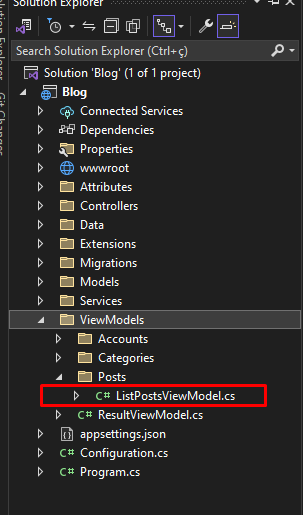 Solution Explorer
Git Changes
Search Solution Explorer (Ctrl+ç)
Solution 'Blog' (1 of 1 project)
Blog
Connected Services
Dependencies
Properties
wwwroot
Attributes
Controllers
Data
Extensions
Migrations
Models
Services
ViewModels
Accounts
Categories
Posts
C# ListPostsViewModel.cs
C# ResultViewModel.cs
appsettings.json
C# Configuration.cs
C# Program.cs